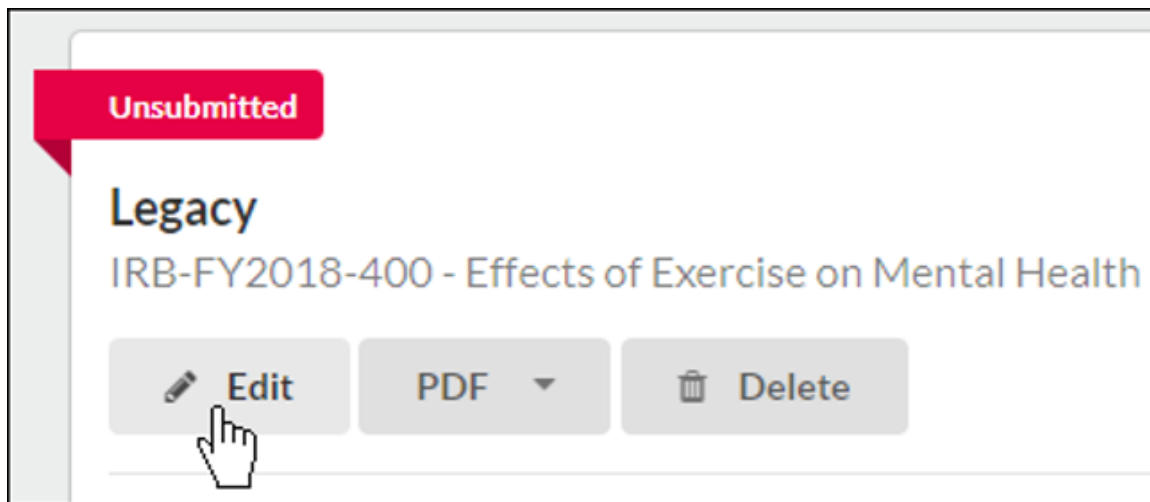 Unsubmitted
Legacy
IRB-FY2018-400 - Effects of Exercise on Mental Health
Edit PDF Delete